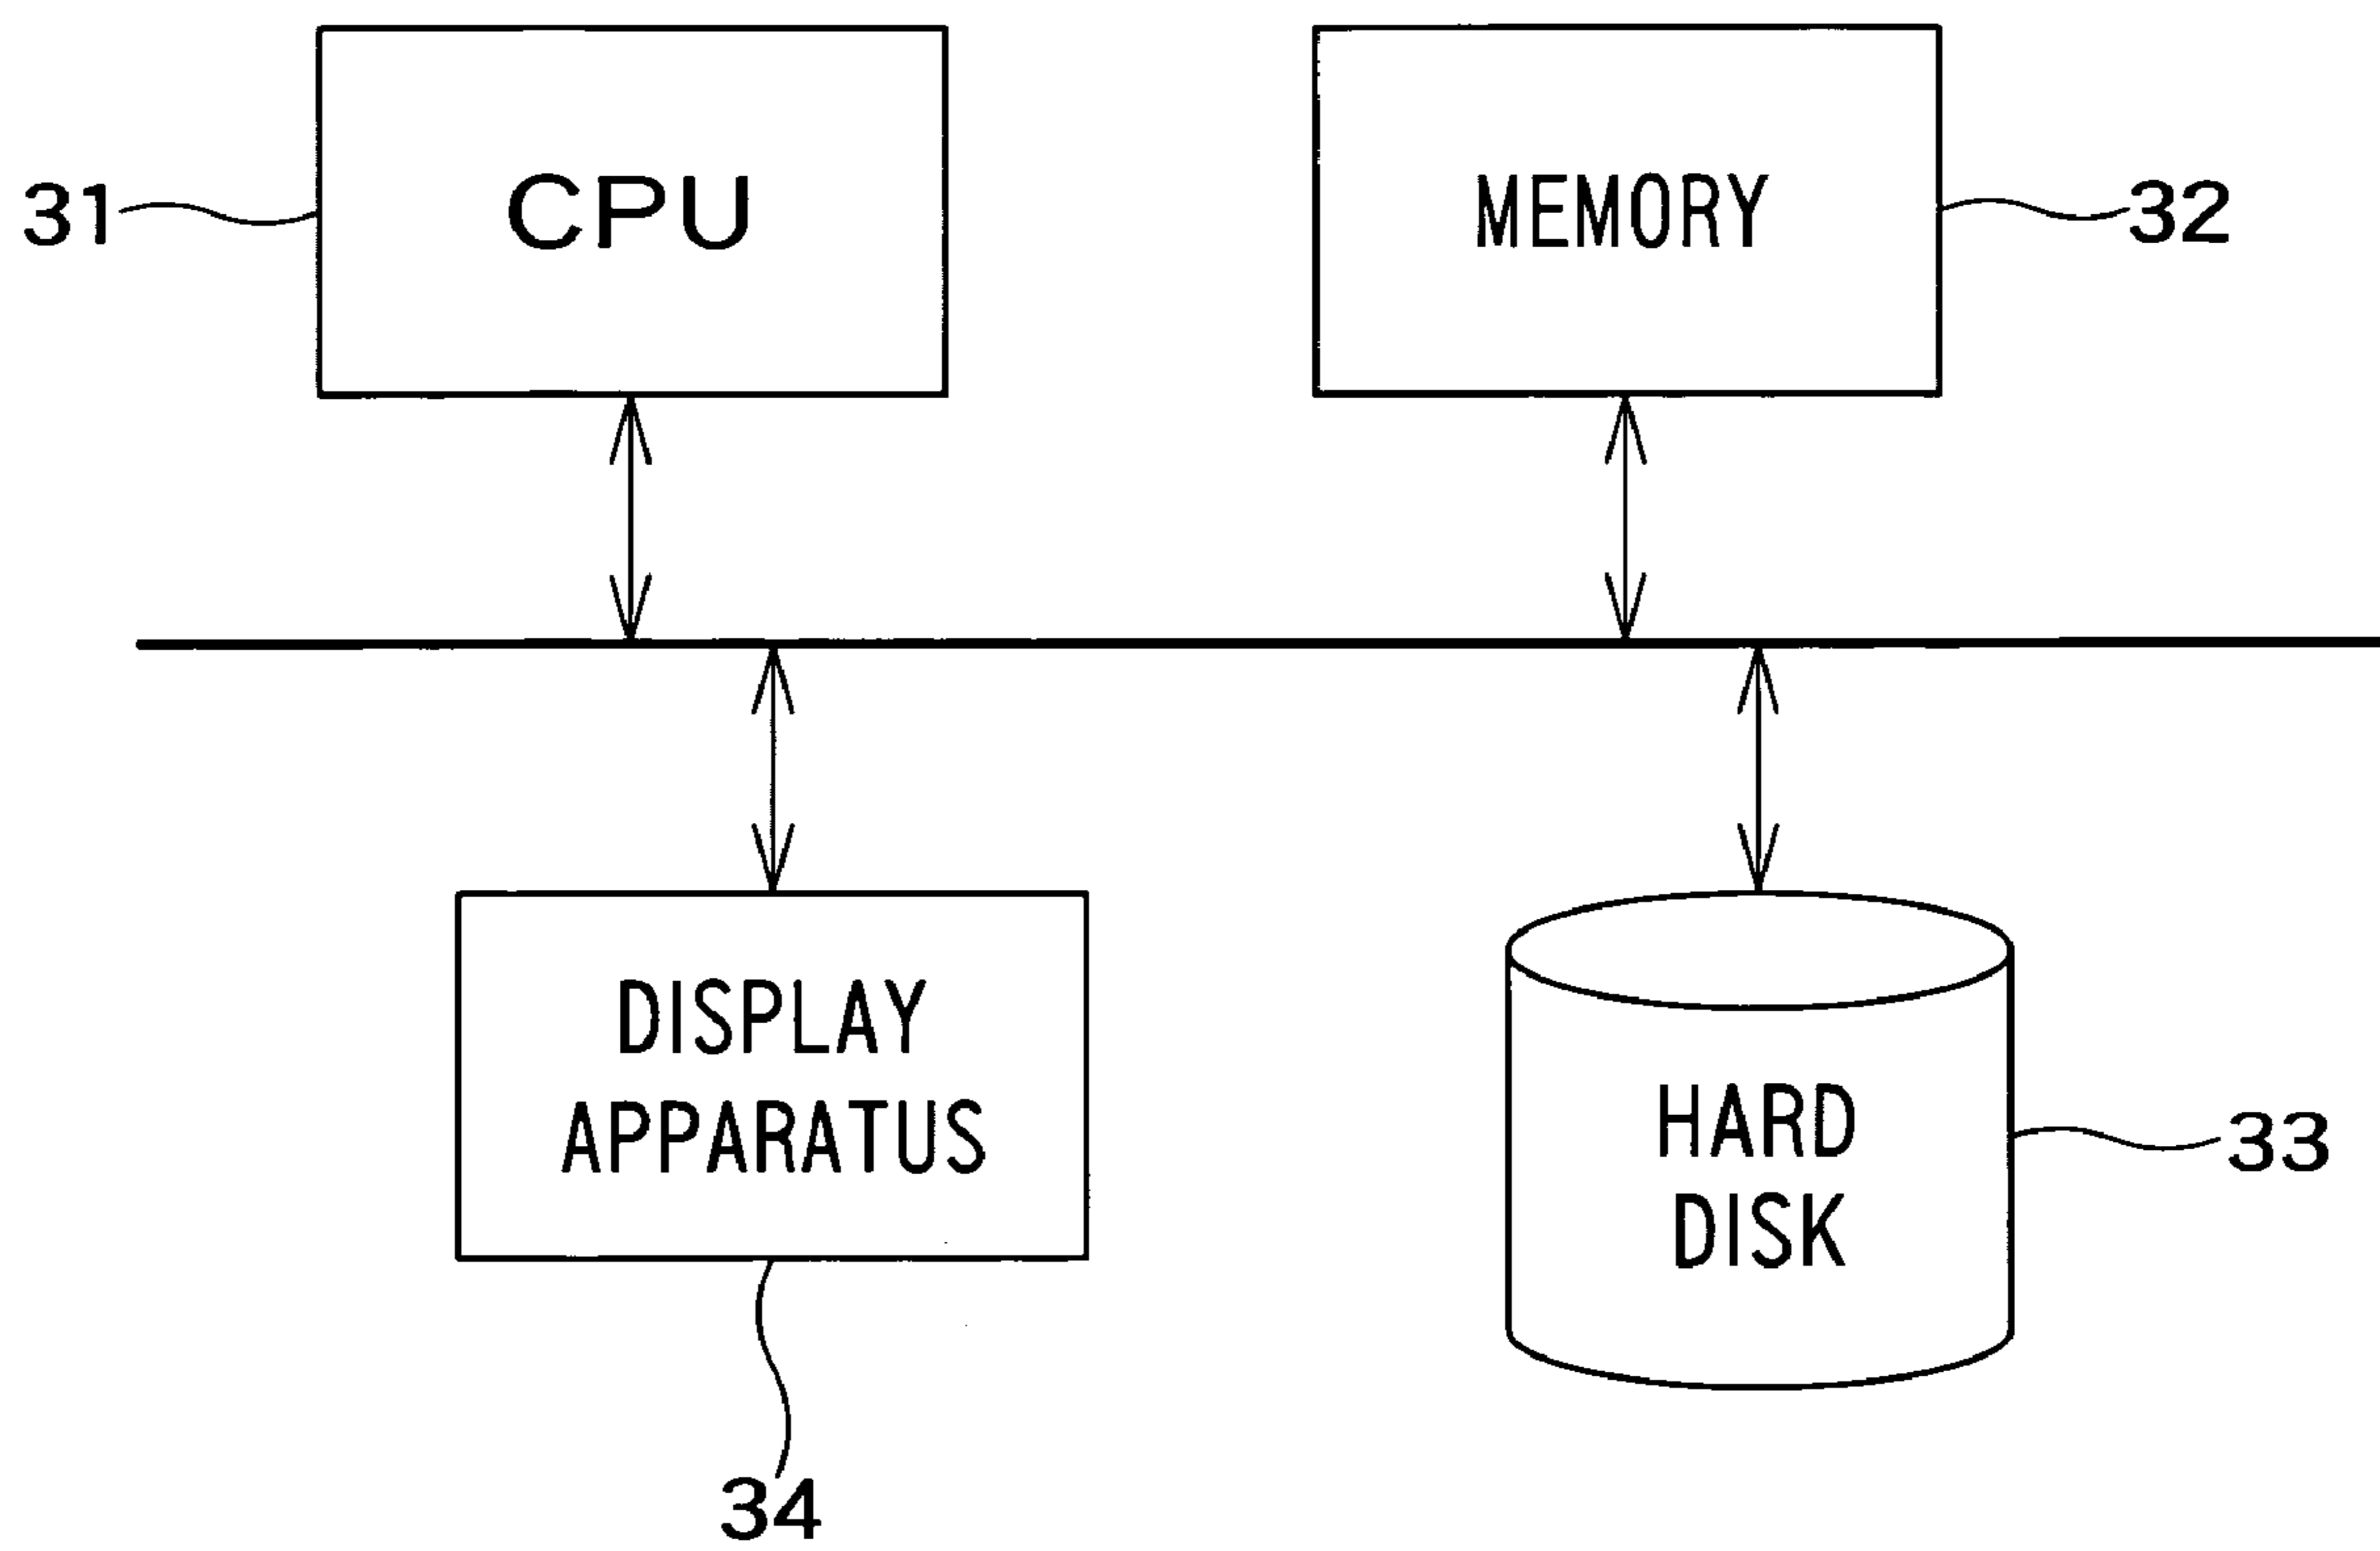 31
CPU
MEMORY
32
DISPLAY
APPARATUS
34
HARD
DISK
33